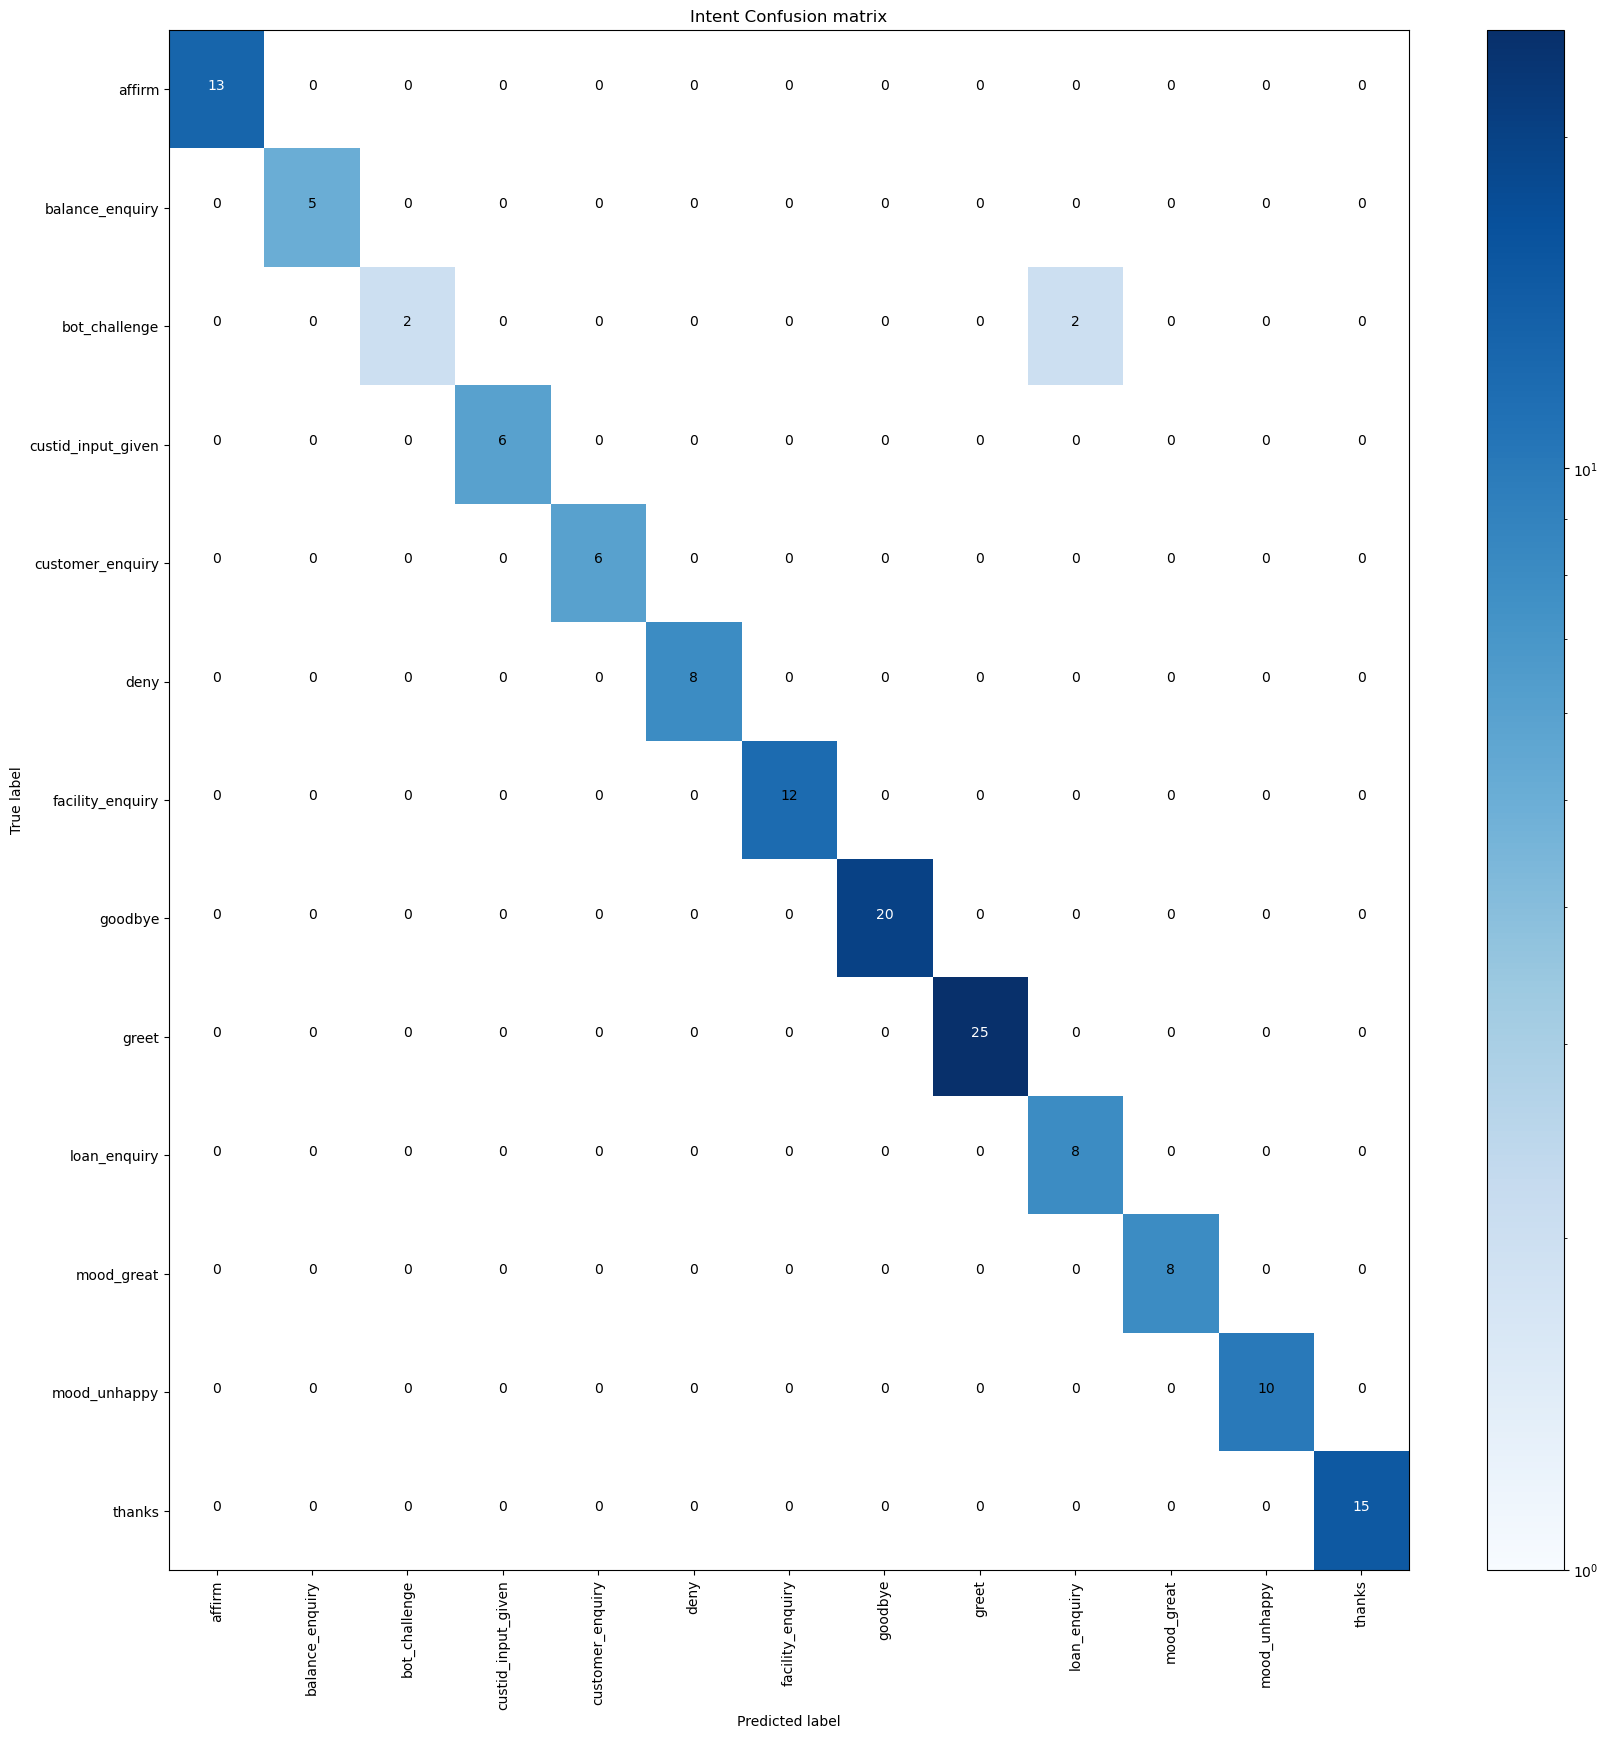 Intent Confusion matrix
affirm 13 0 0 0 0 0 0 0 0 0 0 0 0
balance_enquiry 0 5 0 0 0 0 0 0 0 0 0 0 0
bot_challenge 0 0 2 0 0 0 0 0 0 2 0 0 0
custid_input_given 0 0 0 6 0 0 0 0 0 0 0 0 0
10¹
customer_enquiry 0 0 0 0 6 0 0 0 0 0 0 0 0
deny 0 0 0 0 0 8 0 0 0 0 0 0 0
True label
facility_enquiry 0 0 0 0 0 0 12 0 0 0 0 0 0
goodbye 0 0 0 0 0 0 0 20 0 0 0 0 0
greet 0 0 0 0 0 0 0 0 25 0 0 0 0
loan_enquiry 0 0 0 0 0 0 0 0 0 8 0 0 0
mood_great 0 0 0 0 0 0 0 0 0 0 8 0 0
mood_unhappy 0 0 0 0 0 0 0 0 0 0 0 10 0
thanks 0 0 0 0 0 0 0 0 0 0 0 0 15
10⁰
affirm
balance_enquiry
bot_challenge
custid_input_given
customer_enquiry
deny
facility_enquiry
goodbye
greet
loan_enquiry
mood_great
mood_unhappy
thanks
Predicted label